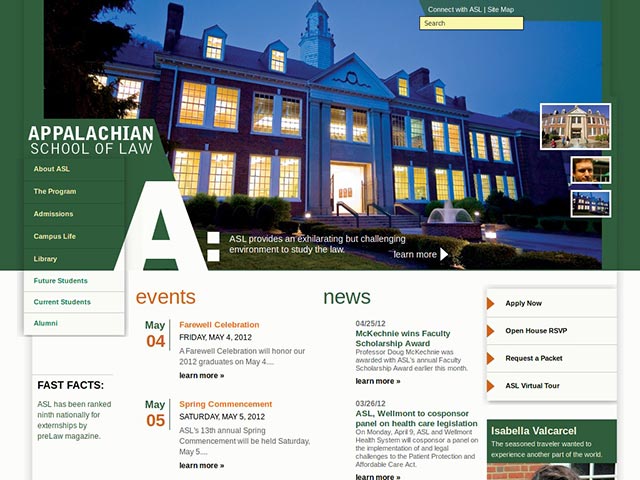 Connect with ASL | Site Map
Search
APPALACHIAN
SCHOOL OF LAW
About ASL
The Program
Admissions
Campus Life
Library
Future Students
Current Students
Alumni
A:
ASL provides an exhilarating but challenging
environment to study the law.
learn more
events
May
04
Farewell Celebration
FRIDAY, MAY 4, 2012
A Farewell Celebration will honor our
2012 graduates on May 4....
learn more »
May
05
Spring Commencement
SATURDAY, MAY 5, 2012
ASL's 13th annual Spring
Commencement will be held Saturday,
May 5....
learn more »
news
04/25/12
McKechnie wins Faculty
Scholarship Award
Professor Doug McKechnie was
awarded with ASL's annual Faculty
Scholarship Award earlier this month.
learn more »
03/26/12
ASL, Wellmont to cosponsor
panel on health care legislation
On Monday, April 9, ASL and Wellmont
Health System will cosponsor a panel on
the implementation of and legal
challenges to the Patient Protection and
Affordable Care Act.
learn more »
Apply Now
Open House RSVP
Request a Packet
ASL Virtual Tour
Isabella Valcarcel
The seasoned traveler wanted to
experience another part of the world.
FAST FACTS:
ASL has been ranked
ninth nationally for
externships by
preLaw magazine.